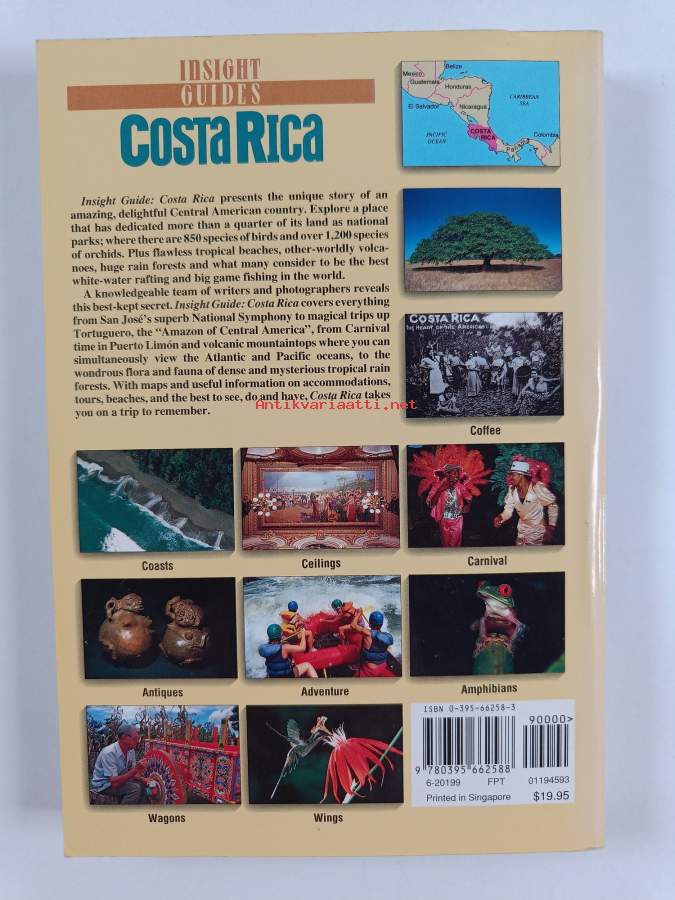 INSIGHT
GUIDES
COSTA RICA
Insight Guide: Costa Rica presents the unique story of an
amazing, delightful Central American country. Explore a place
that has dedicated more than a quarter of its land as national
parks; where there are 850 species of birds and over 1,200 species
of orchids. Plus flawless tropical beaches, other-worldly volca-
noes, huge rain forests and what many consider to be the best
white-water rafting and big game fishing in the world.
A knowledgeable team of writers and photographers reveals
this best-kept secret. Insight Guide: Costa Rica covers everything
from San José's superb National Symphony to magical trips up
Tortuguero, the “Amazon of Central America”, from Carnival
time in Puerto Limón and volcanic mountaintops where you can
simultaneously view the Atlantic and Pacific oceans, to the
wondrous flora and fauna of dense and mysterious tropical rain
forests. With maps and useful information on accommodations,
tours, beaches, and the best to see, do and have, Costa Rica takes
you on a trip to remember.
Antikvariaatti.net
Mexico
Belize
Guatemala
Honduras
El Salvador
Nicaragua
CARIBBEAN
SEA
PACIFIC
OCEAN
COSTA
RICA
Panama
Colombia
COSTA RICA
THE HEART OF THE AMERICAS
Coffee
Coasts
Ceilings
Carnival
Antiques
Adventure
Amphibians
Wagons
Wings
ISBN 0-395-66258-3
90000>
9 780395 662588
6-20199 FPT 01194593
Printed in Singapore $19.95